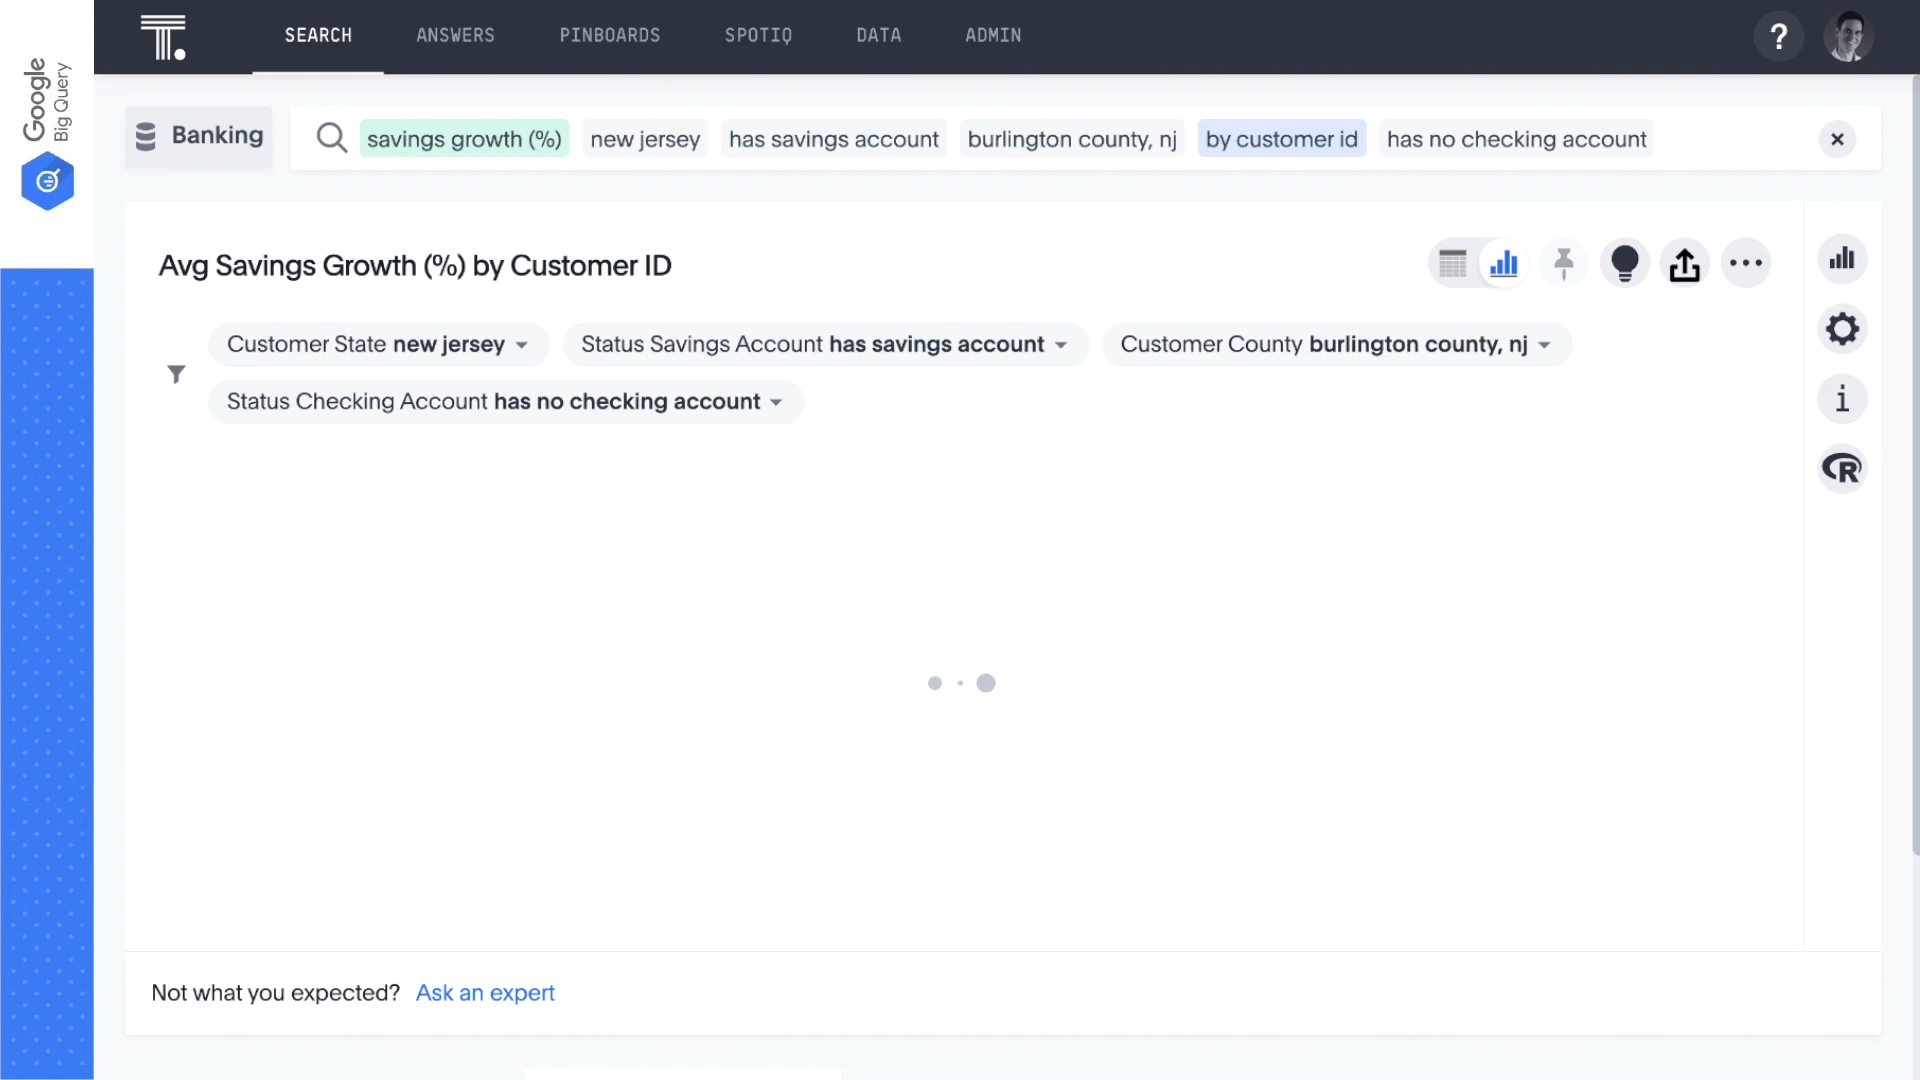 Google
Big Query
SEARCH ANSWERS PINBOARDS SPOTIQ DATA ADMIN ?
Banking savings growth (%) new jersey has savings account burlington county, nj by customer id has no checking account
Avg Savings Growth (%) by Customer ID
Customer State new jersey Status Savings Account has savings account Customer County burlington county, nj
Status Checking Account has no checking account
i
R
Not what you expected? Ask an expert